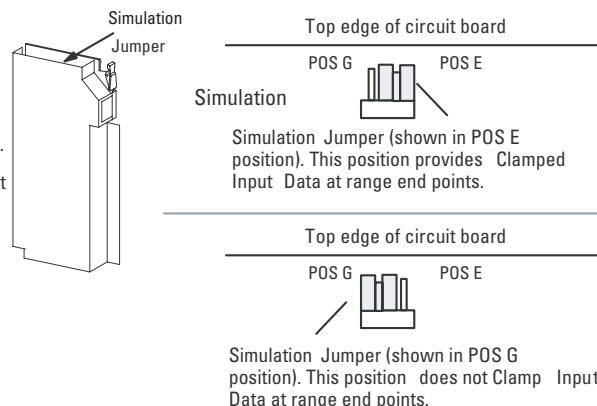 Simulation
Jumper
.
t
Top edge of circuit board
POS G POS E
Simulation
Simulation Jumper (shown in POS E
position). This position provides Clamped
Input Data at range end points.
Top edge of circuit board
POS G POS E
Simulation Jumper (shown in POS G
position). This position does not Clamp Input
Data at range end points.